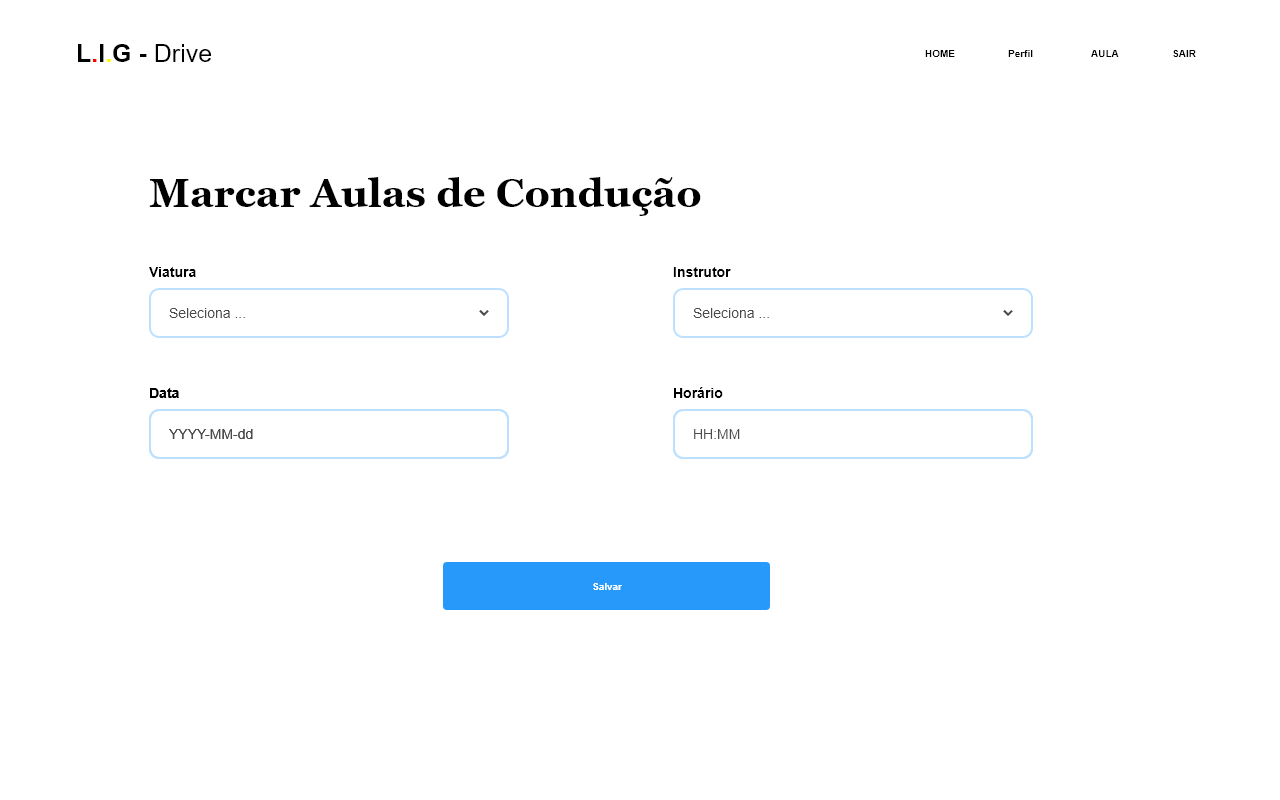 L.I.G - Drive
HOME Perfil AULA SAIR
Marcar Aulas de Condução
Viatura Instrutor
Seleciona ... Seleciona ...
Data Horário
YYYY-MM-dd HH:MM
Salvar